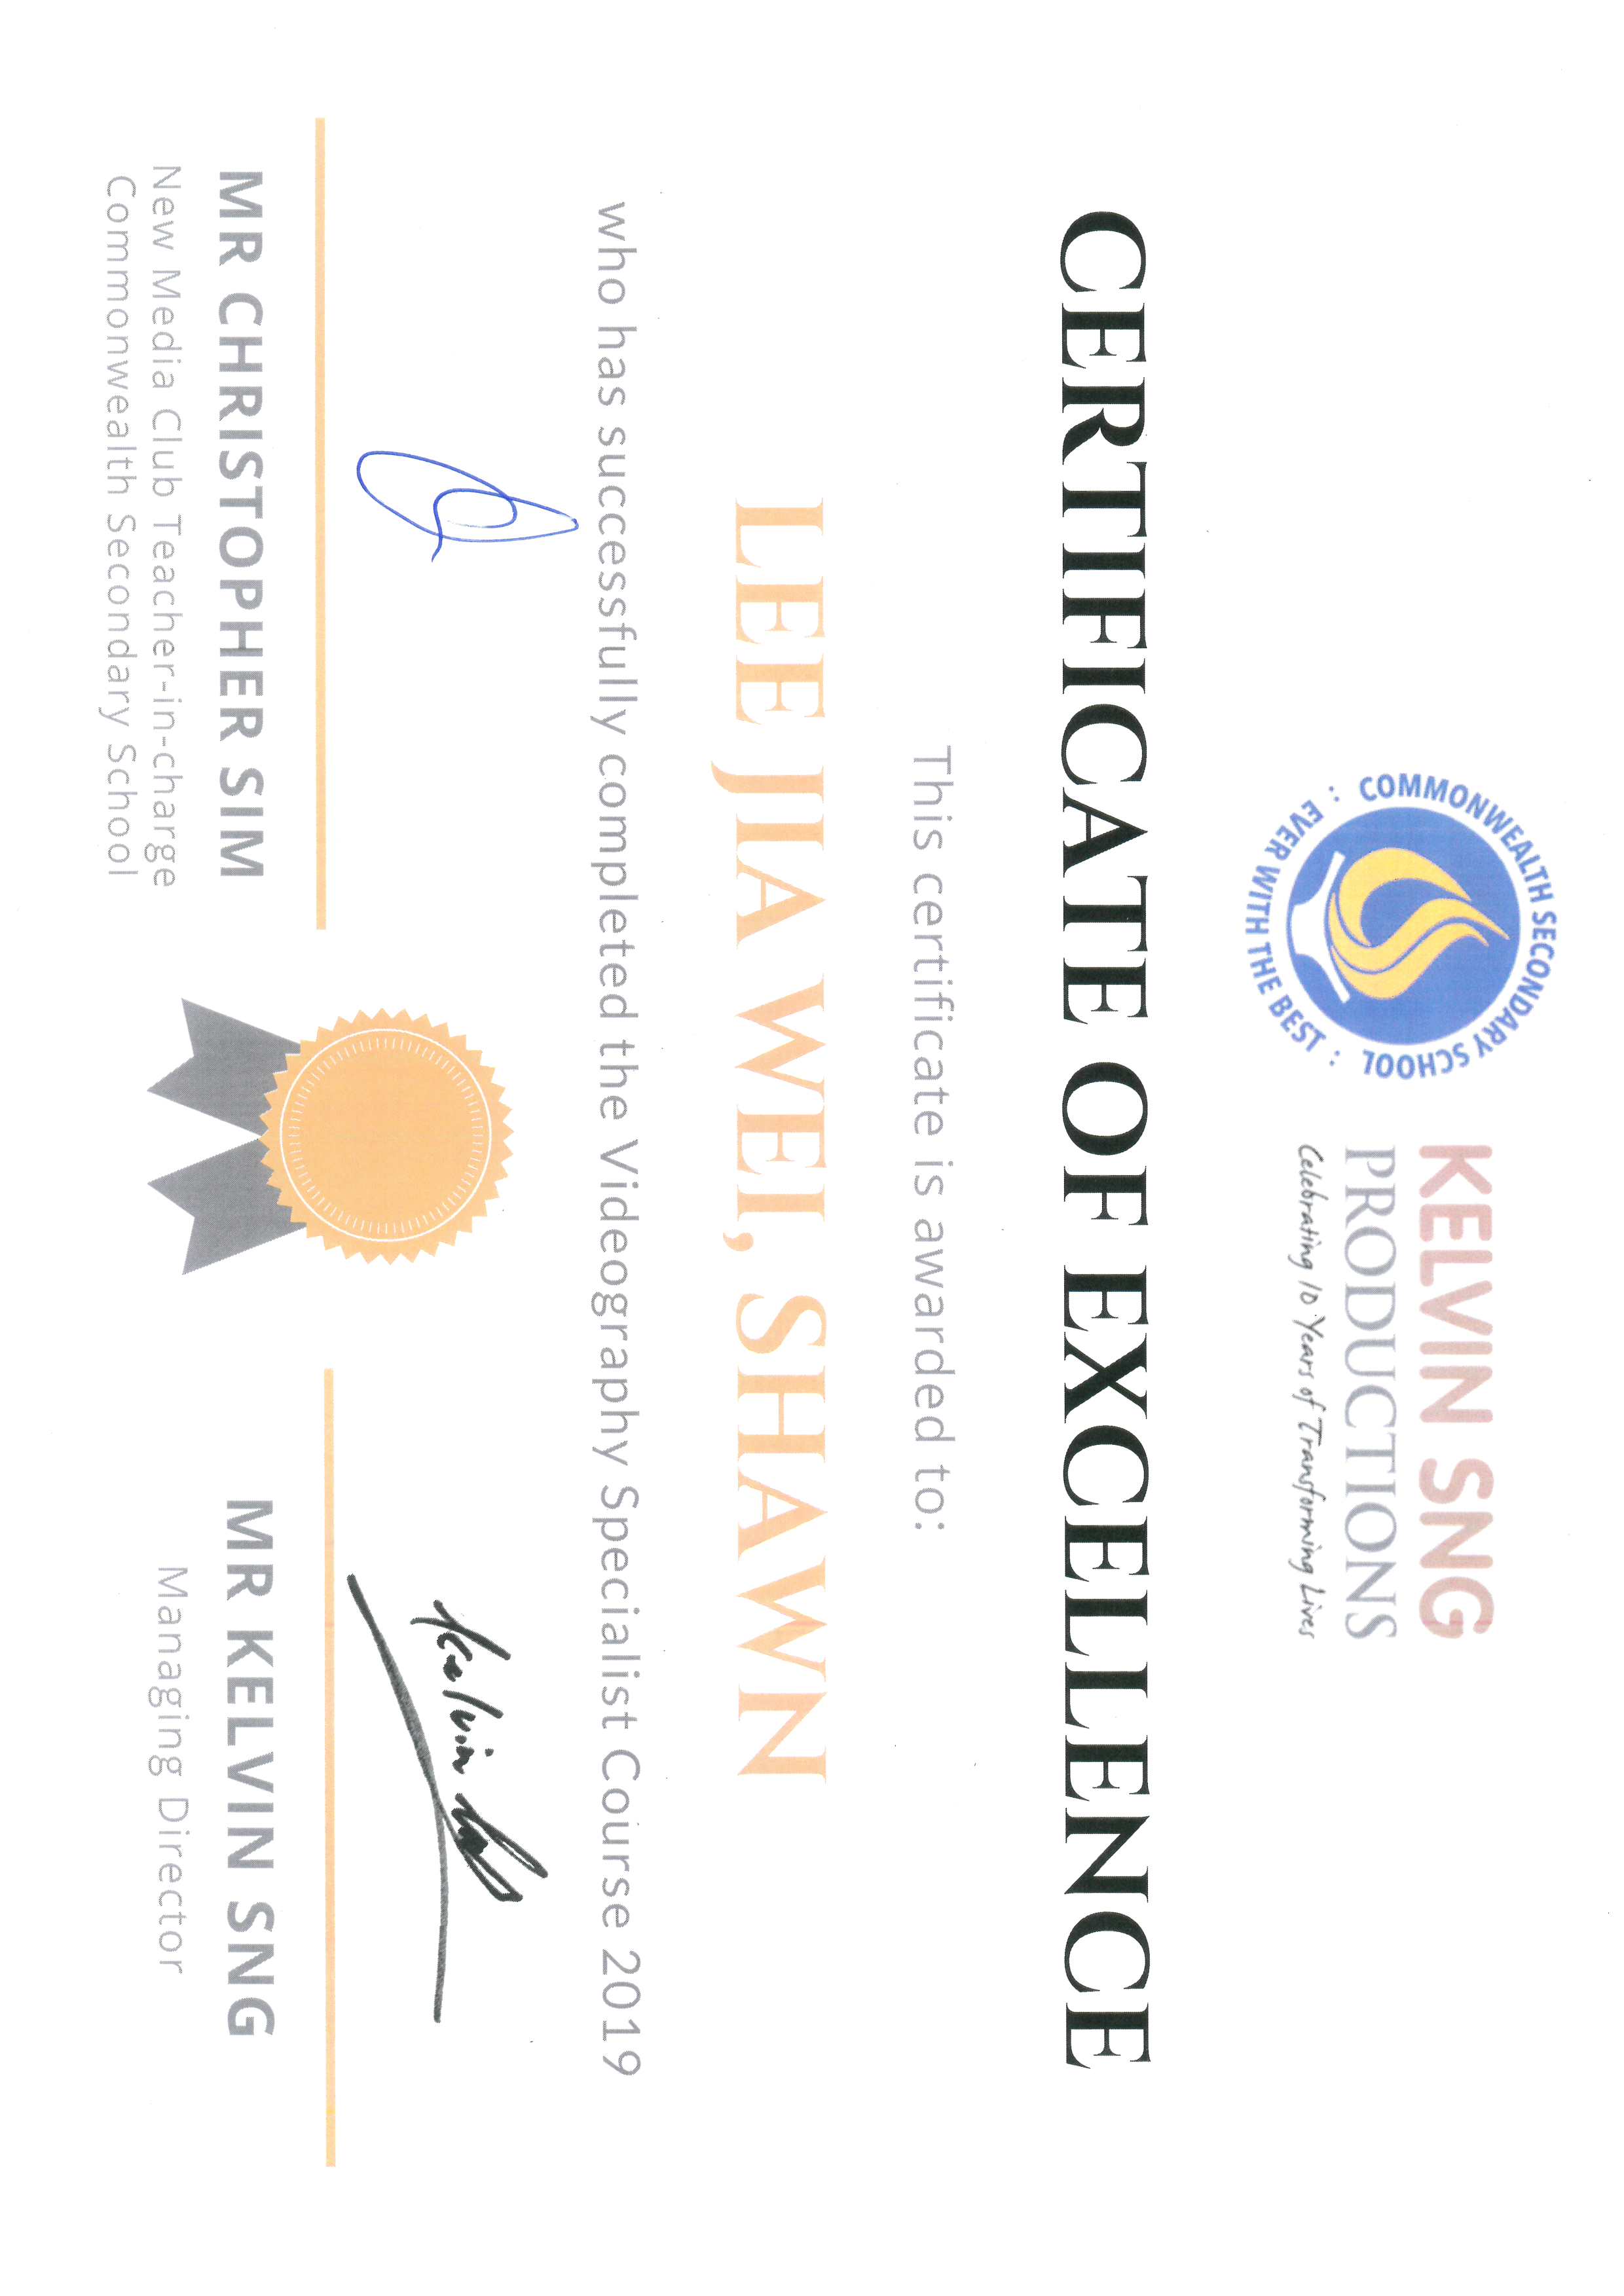 COMMONWEALTH SECONDARY SCHOOL
: EVER WITH THE BEST :
KELVIN SNG
PRODUCTIONS
Celebrating 10 Years of Transforming Lives
CERTIFICATE OF EXCELLENCE
This certificate is awarded to:
LEE JIA WEI, SHAWN
who has successfully completed the Videography Specialist Course 2019
MR CHRISTOPHER SIM
New Media Club Teacher-in-charge
Commonwealth Secondary School
MR KELVIN SNG
Managing Director